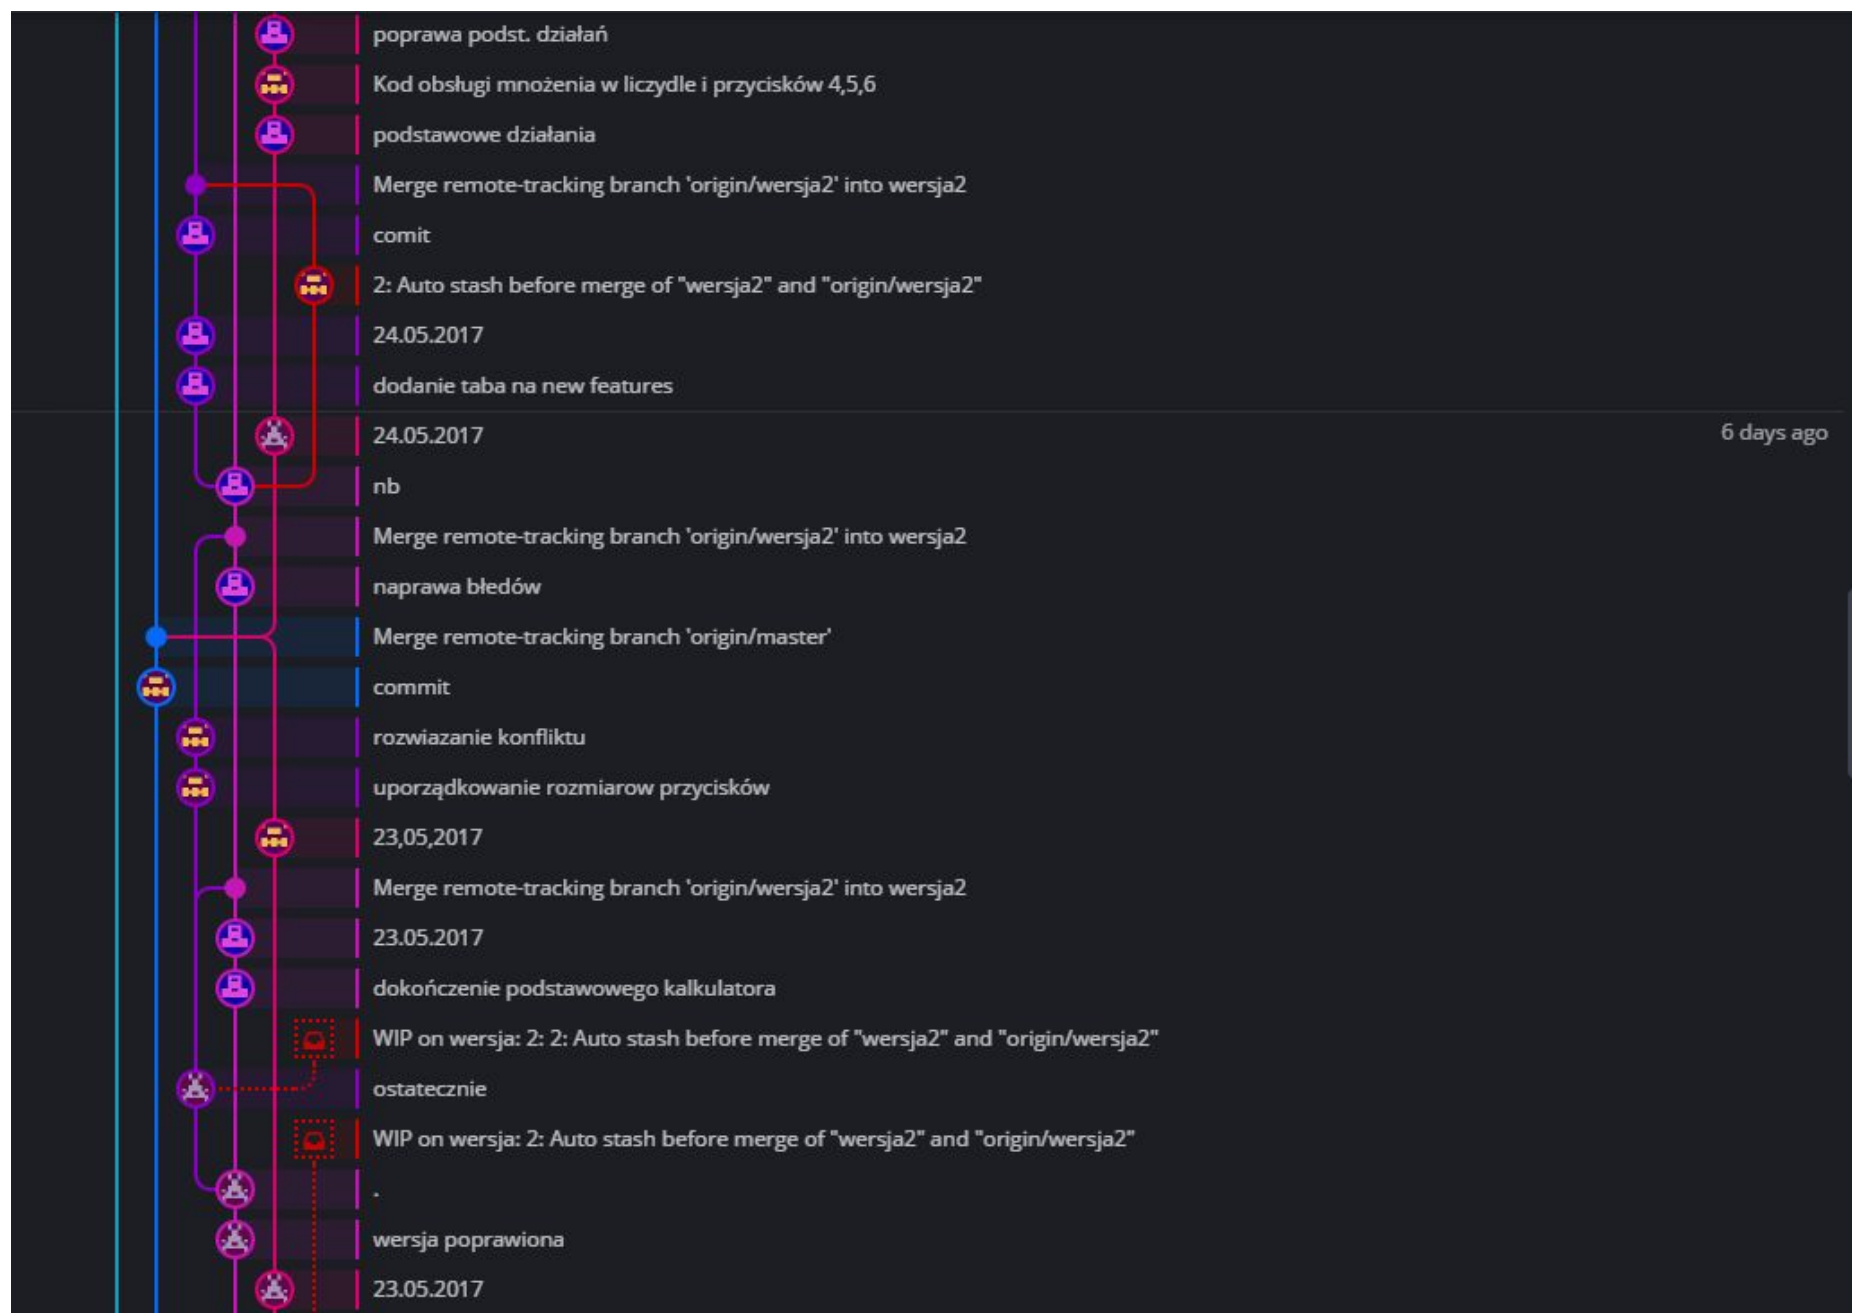 poprawa podst. działań
Kod obsługi mnożenia w liczydle i przycisków 4,5,6
podstawowe działania
Merge remote-tracking branch 'origin/wersja2' into wersja2
comit
2: Auto stash before merge of "wersja2" and "origin/wersja2"
24.05.2017
dodanie taba na new features
24.05.2017 6 days ago
nb
Merge remote-tracking branch 'origin/wersja2' into wersja2
naprawa błedów
Merge remote-tracking branch 'origin/master'
commit
rozwiazanie konfliktu
uporządkowanie rozmiarow przycisków
23,05,2017
Merge remote-tracking branch 'origin/wersja2' into wersja2
23.05.2017
dokończenie podstawowego kalkulatora
WIP on wersja: 2: 2: Auto stash before merge of "wersja2" and "origin/wersja2"
ostatecznie
WIP on wersja: 2: Auto stash before merge of "wersja2" and "origin/wersja2"
.
wersja poprawiona
23.05.2017